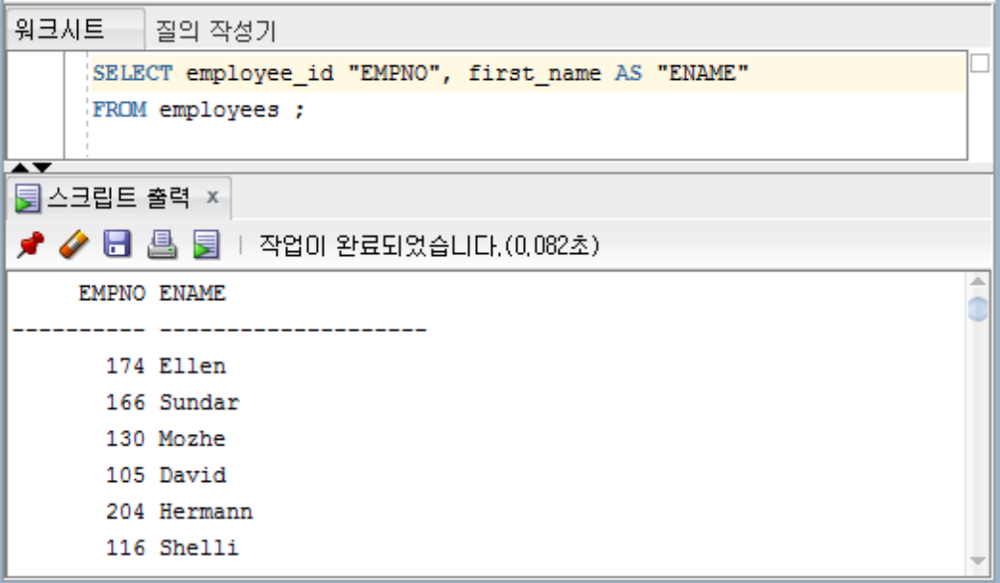 워크시트 질의 작성기
SELECT employee_id "EMPNO", first_name AS "ENAME"
FROM employees ;
스크립트 출력 x
작업이 완료되었습니다.(0,082초)
EMPNO ENAME
---------- --------------------
174 Ellen
166 Sundar
130 Mozhe
105 David
204 Hermann
116 Shelli